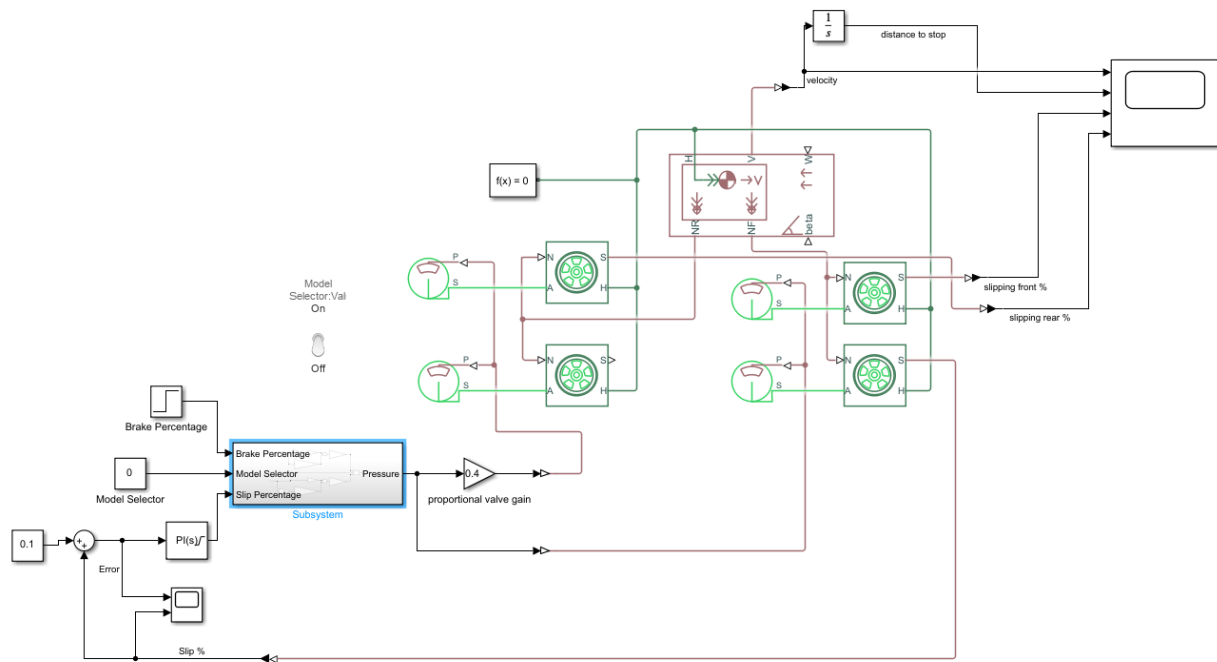 1
s
distance to stop
velocity
H
V
W
f(x) = 0
V
NR
NF
beta
P
N
S
P
N
S
slipping front %
Model
Selector:Val
On
S
A
H
S
A
H
slipping rear %
Off
P
N
S
P
N
S
S
A
H
S
A
H
Brake Percentage
Brake Percentage
0
Model Selector
Pressure
0.4
Model Selector
Slip Percentage
proportional valve gain
Subsystem
0.1
+
+
PI(s)
Error
Slip %